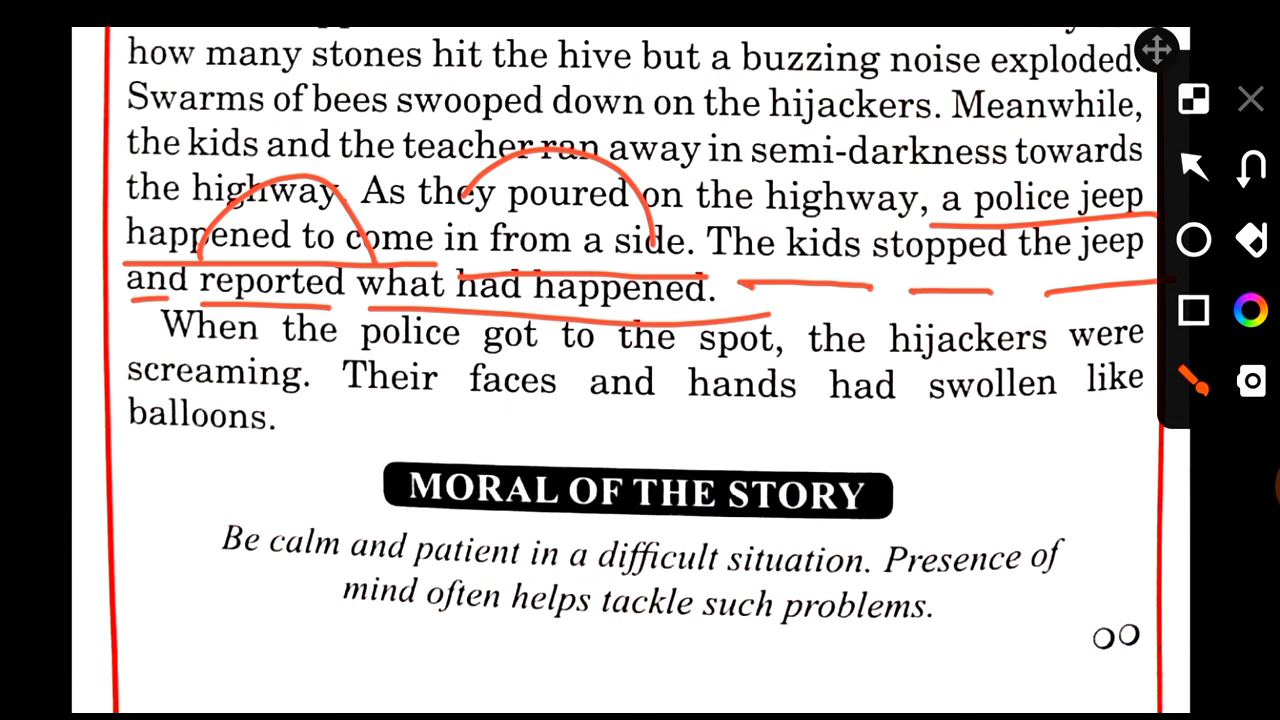 how many stones hit the hive but a buzzing noise exploded.
Swarms of bees swooped down on the hijackers. Meanwhile,
the kids and the teacher ran away in semi-darkness towards
the highway. As they poured on the highway, a police jeep
happened to come in from a side. The kids stopped the jeep
and reported what had happened.
When the police got to the spot, the hijackers were
screaming. Their faces and hands had swollen like
balloons.
MORAL OF THE STORY
Be calm and patient in a difficult situation. Presence of
mind often helps tackle such problems.